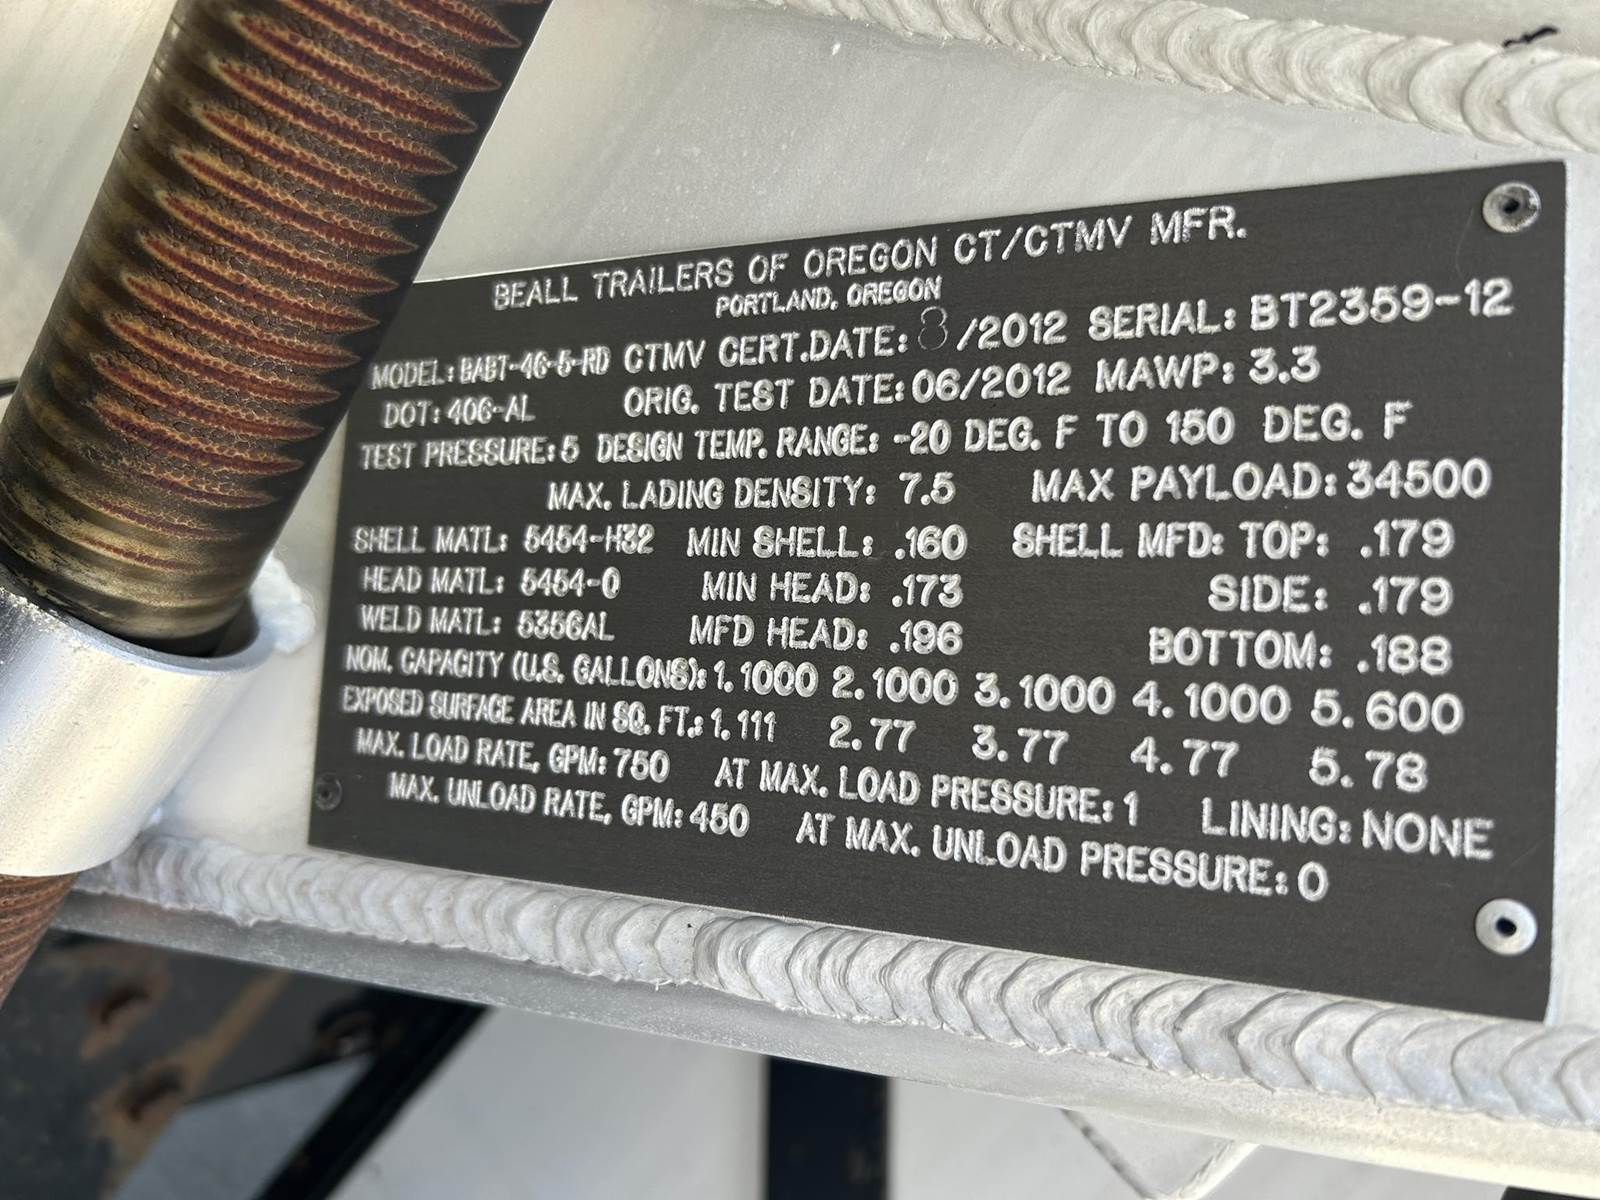 BEALL TRAILERS OF OREGON CT/CTMV MFR.
PORTLAND, OREGON
MODEL: BABT-46-5-RD CTMV CERT.DATE: 8/2012 SERIAL: BT2359-12
DOT: 406-AL ORIG. TEST DATE: 06/2012 MAWP: 3.3
TEST PRESSURE: 5 DESIGN TEMP. RANGE: -20 DEG. F TO 150 DEG. F
MAX. LADING DENSITY: 7.5 MAX PAYLOAD: 34500
SHELL MATL: 5454-H32 MIN SHELL: .160 SHELL MFD: TOP: .179
HEAD MATL: 5454-0 MIN HEAD: .173 SIDE: .179
WELD MATL: 5356AL MFD HEAD: .196 BOTTOM: .188
NOM. CAPACITY (U.S. GALLONS): 1. 1000 2. 1000 3. 1000 4. 1000 5. 600
EXPOSED SURFACE AREA IN SQ. FT.: 1. 111 2. 77 3. 77 4. 77 5. 78
MAX. LOAD RATE, GPM: 750 AT MAX. LOAD PRESSURE: 1 LINING: NONE
MAX. UNLOAD RATE, GPM: 450 AT MAX. UNLOAD PRESSURE: 0